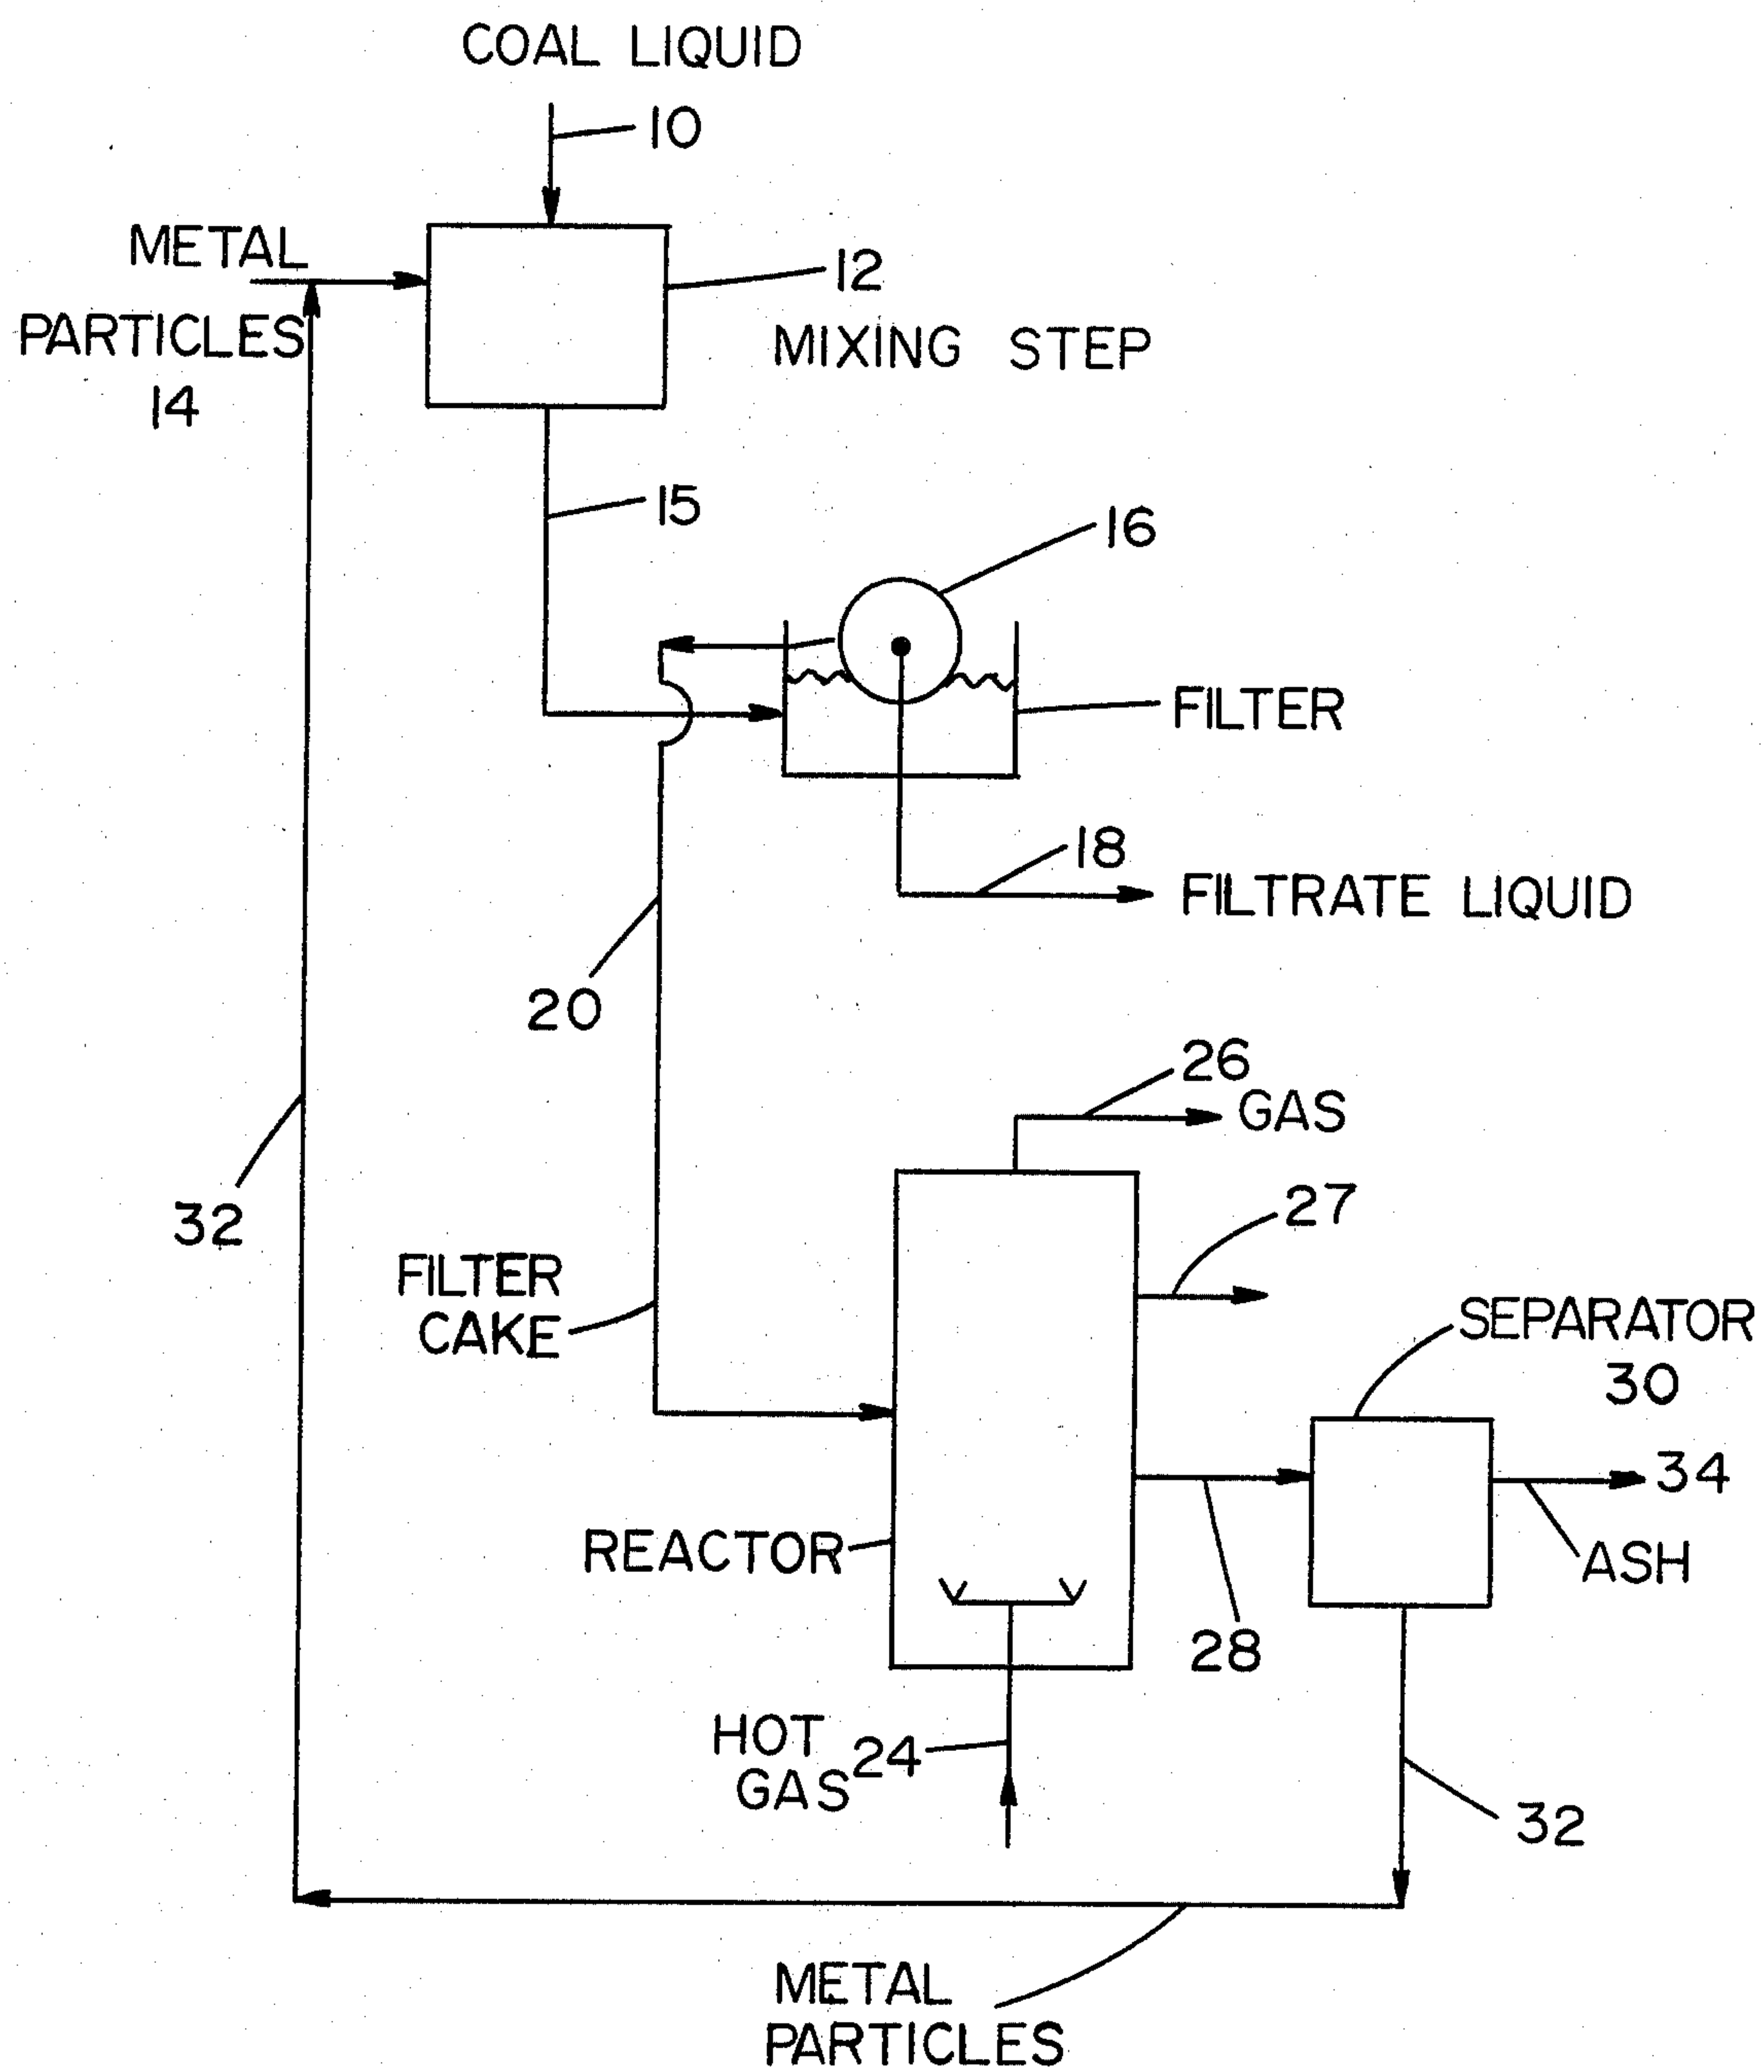 COAL LIQUID
10
METAL
PARTICLES
14
12
MIXING STEP
15
16
FILTER
18
FILTRATE LIQUID
20
26
GAS
27
32
FILTER
CAKE
SEPARATOR
30
34
ASH
REACTOR
28
HOT
GAS
24
32
METAL
PARTICLES